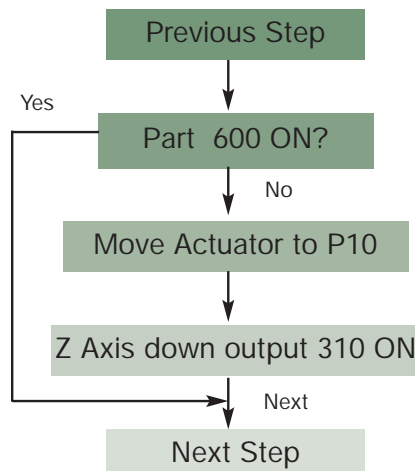 Previous Step
Yes
Part 600 ON?
No
Move Actuator to P10
Z Axis down output 310 ON
Next
Next Step